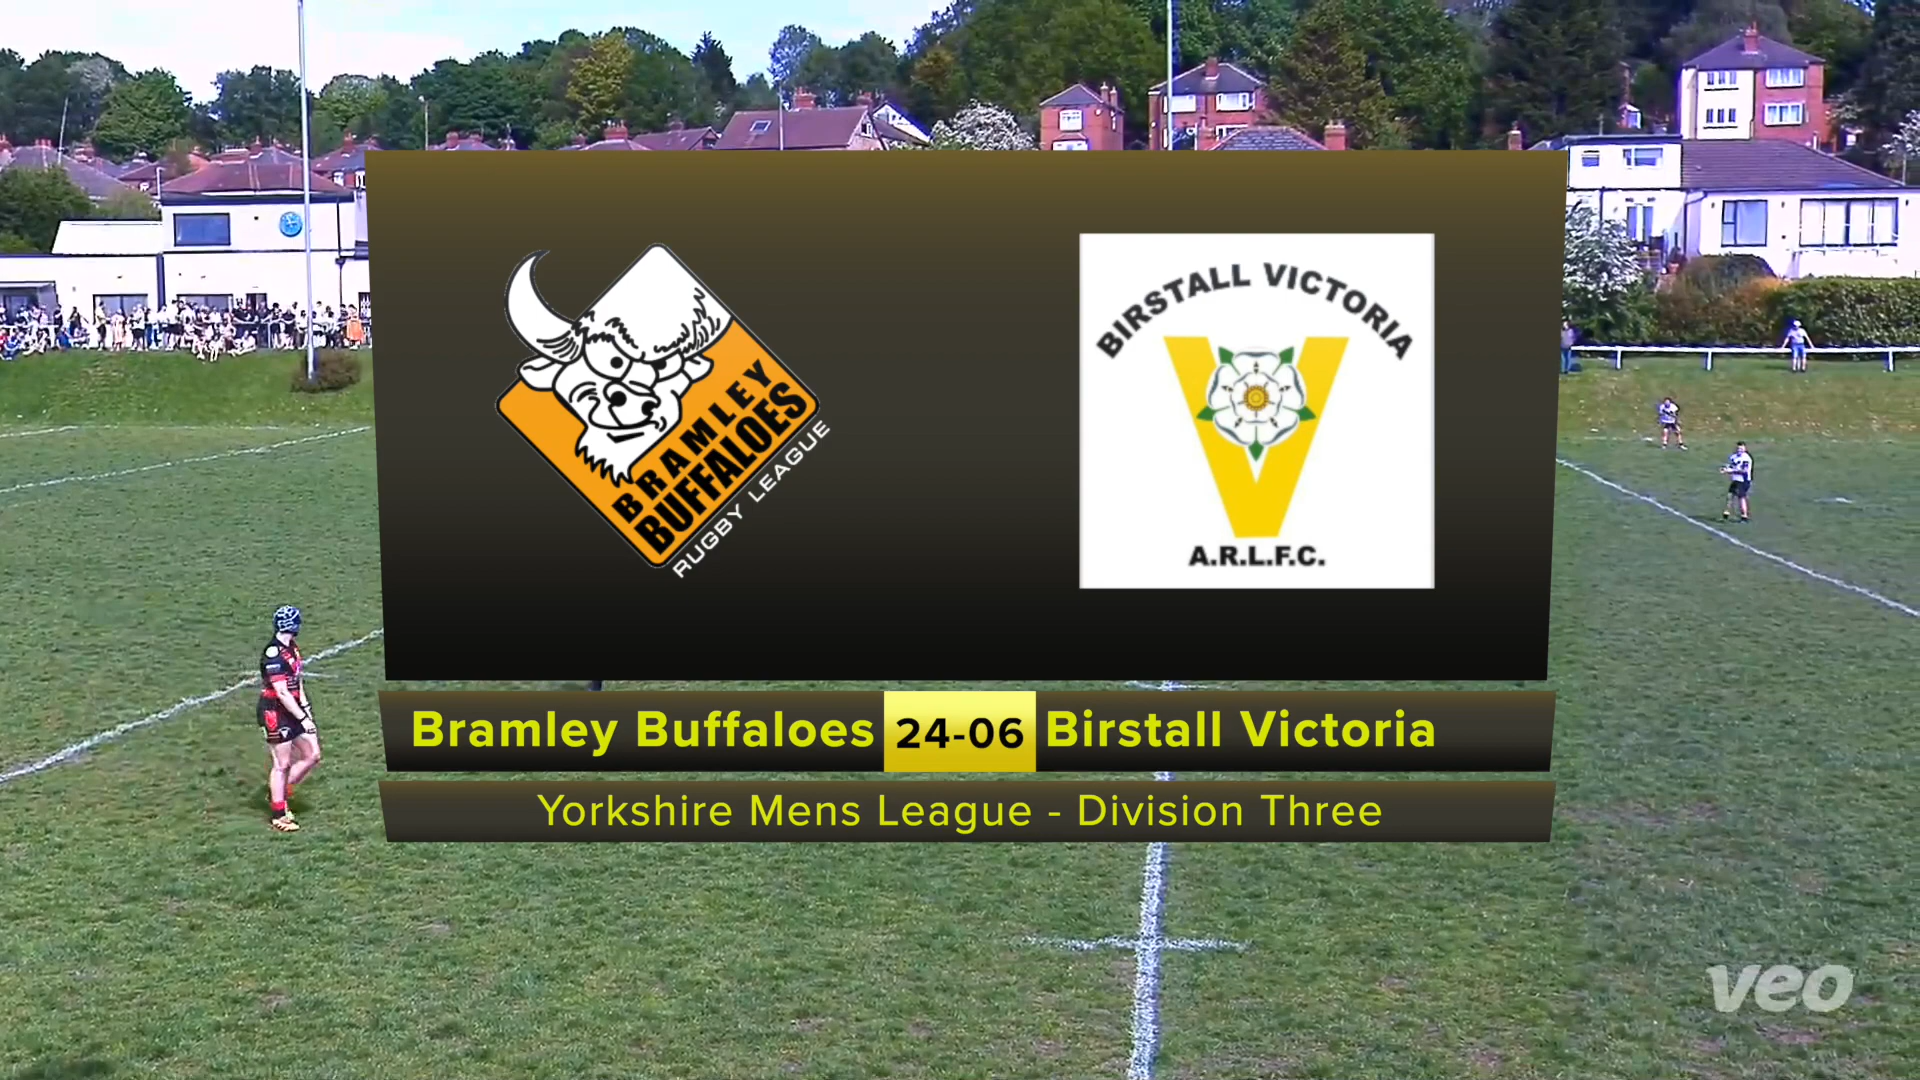 BRAMLEY
BUFFALOES
RUGBY LEAGUE
BIRSTALL VICTORIA
V
A.R.L.F.C.
Bramley Buffaloes 24-06 Birstall Victoria
Yorkshire Mens League - Division Three
veo